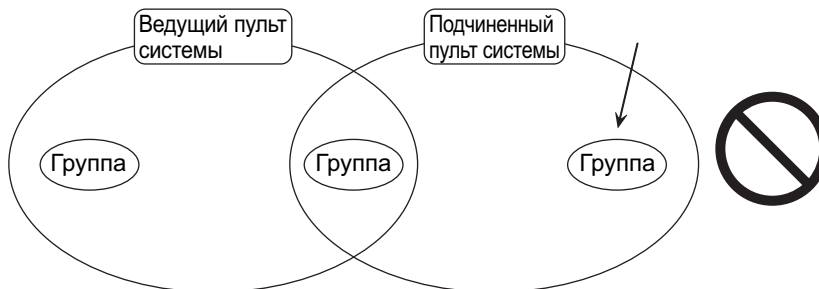 Ведущий пульт
системы
Подчиненный
пульт системы
Группа
Группа
Группа